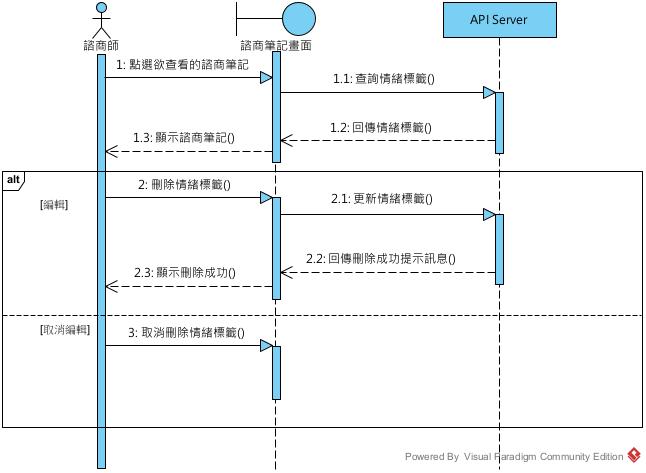 諮商師
諮商筆記畫面
API Server
1: 點選欲查看的諮商筆記
1.1: 查詢情緒標籤()
1.2: 回傳情緒標籤()
1.3: 顯示諮商筆記()
alt
[編輯]
2: 刪除情緒標籤()
2.1: 更新情緒標籤()
2.2: 回傳刪除成功提示訊息()
2.3: 顯示刪除成功()
[取消編輯]
3: 取消刪除情緒標籤()
Powered By Visual Paradigm Community Edition